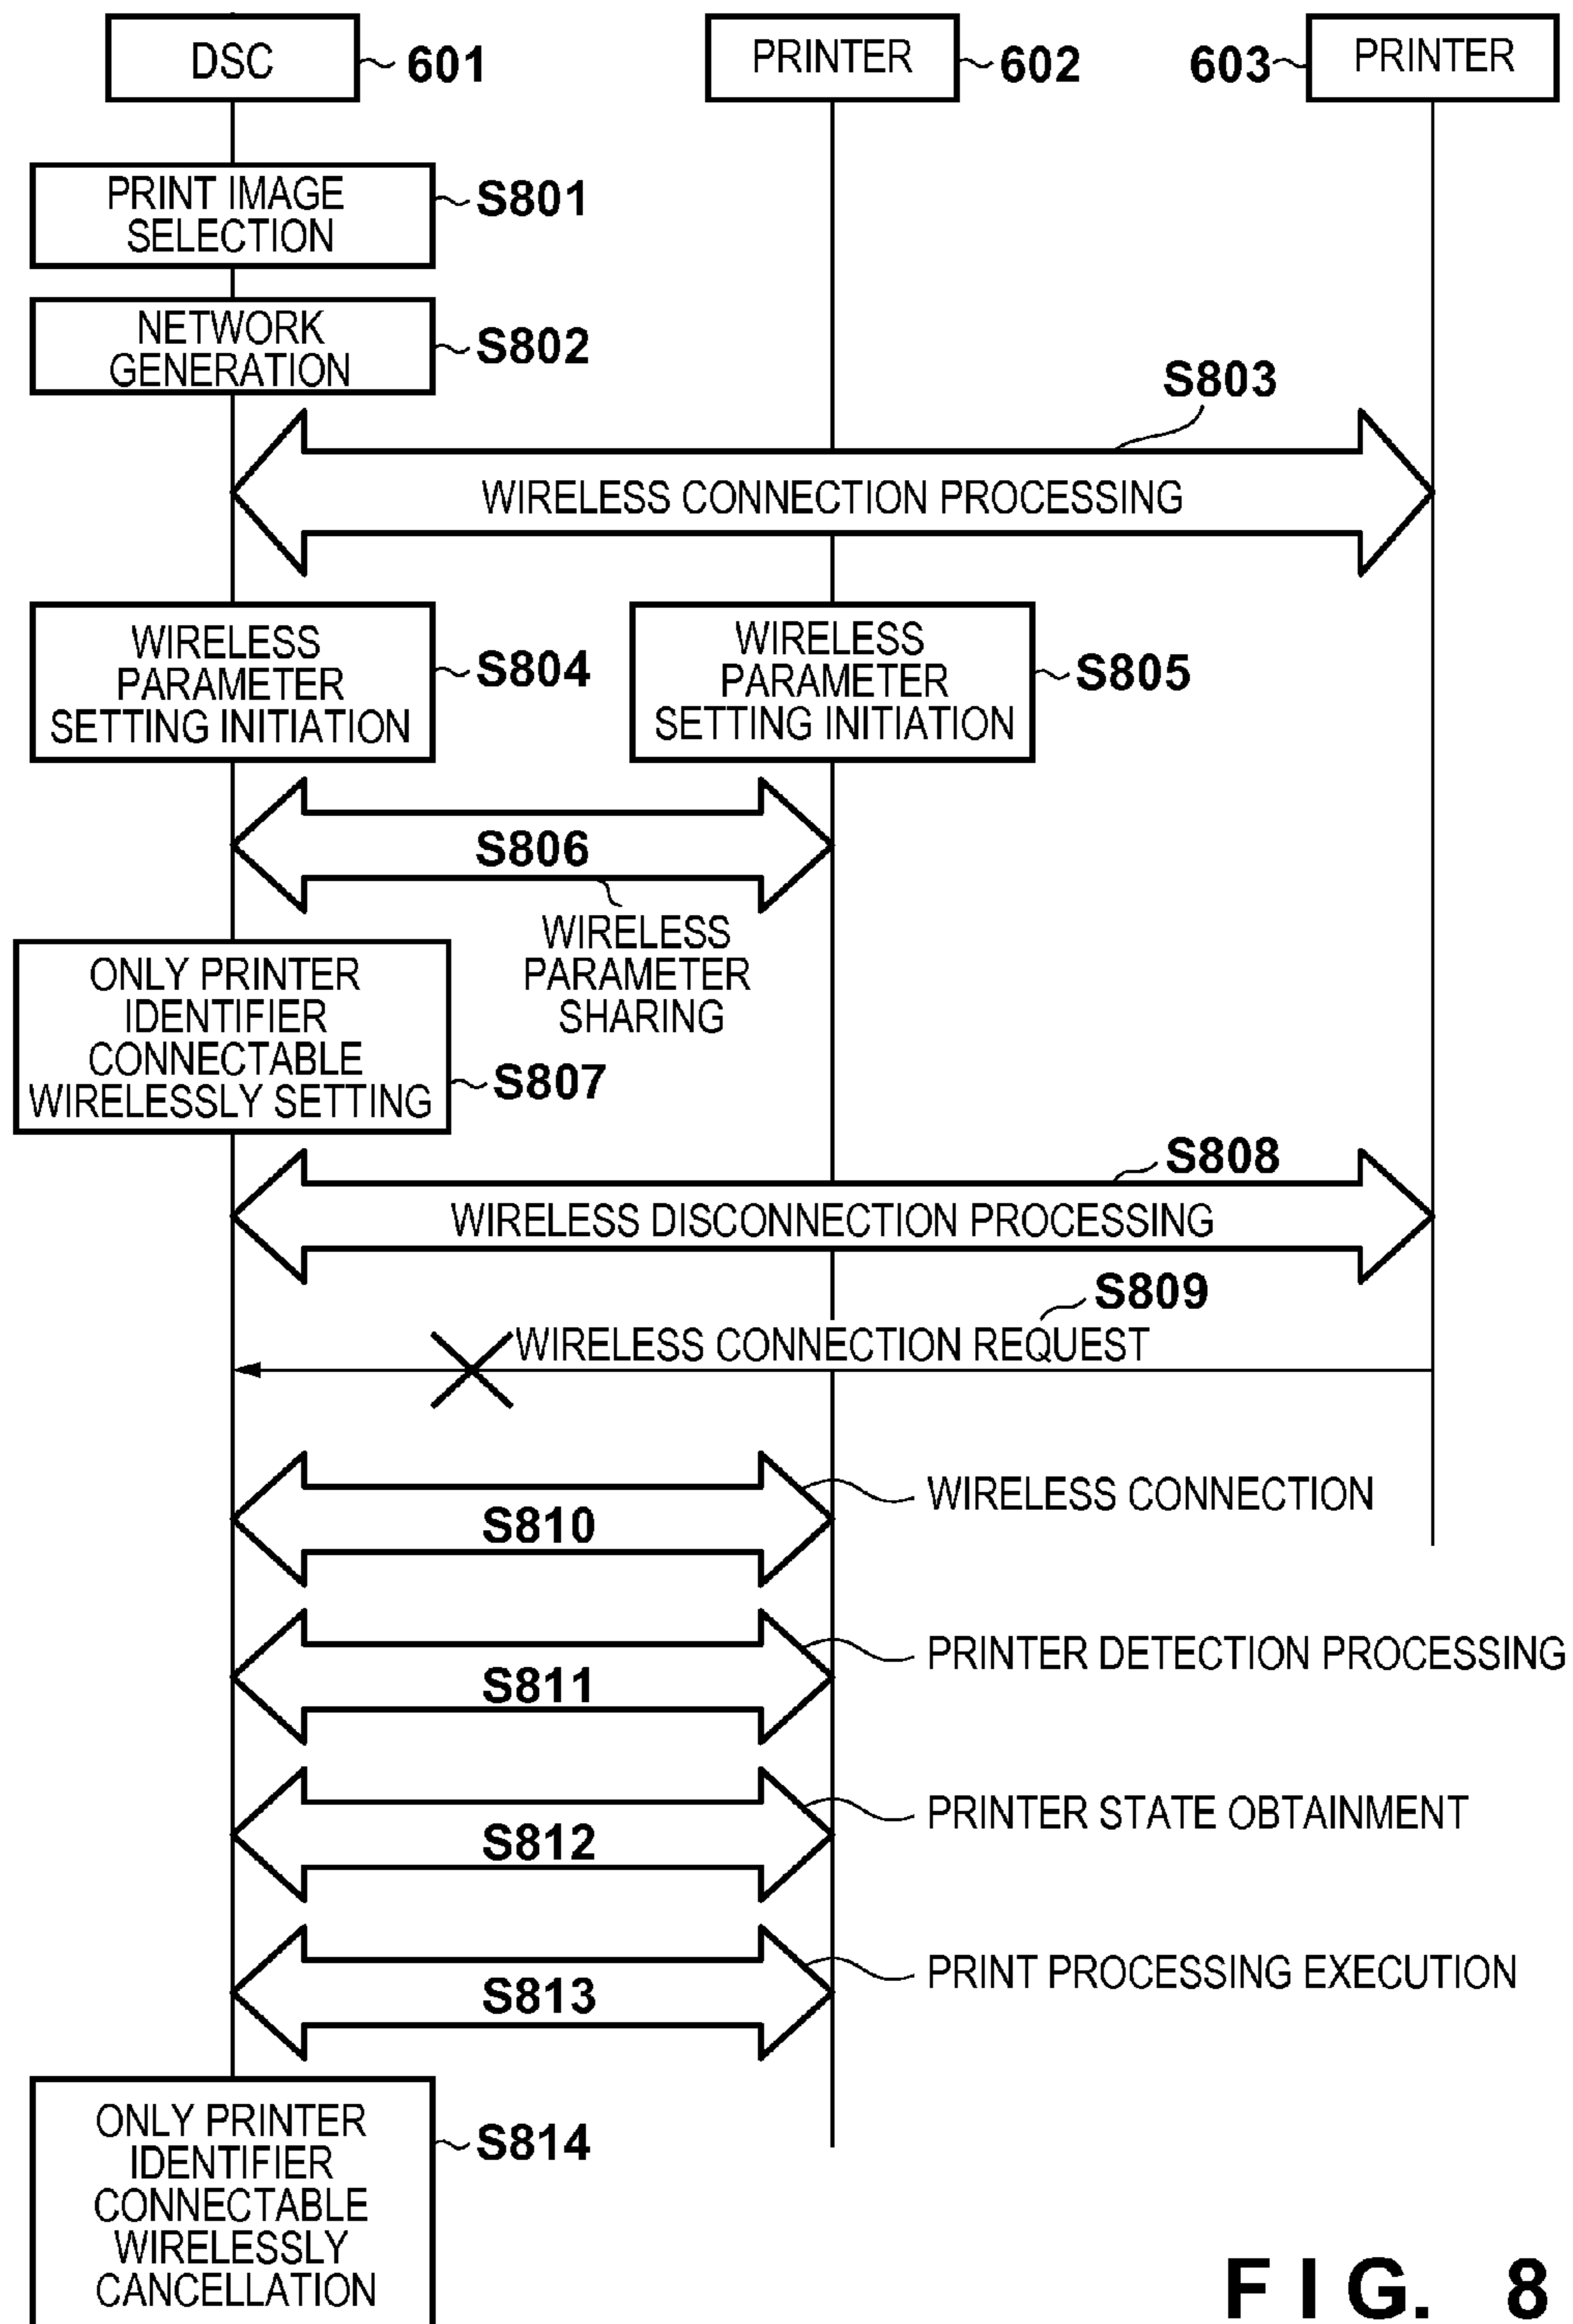 DSC
601
PRINTER
602
603
PRINTER
PRINT IMAGE
SELECTION
S801
NETWORK
GENERATION
S802
S803
WIRELESS CONNECTION PROCESSING
WIRELESS
PARAMETER
SETTING INITIATION
S804
WIRELESS
PARAMETER
SETTING INITIATION
S805
S806
WIRELESS
PARAMETER
SHARING
ONLY PRINTER
IDENTIFIER
CONNECTABLE
WIRELESSLY SETTING
S807
S808
WIRELESS DISCONNECTION PROCESSING
S809
WIRELESS CONNECTION REQUEST
S810
WIRELESS CONNECTION
S811
PRINTER DETECTION PROCESSING
S812
PRINTER STATE OBTAINMENT
S813
PRINT PROCESSING EXECUTION
ONLY PRINTER
IDENTIFIER
CONNECTABLE
WIRELESSLY
CANCELLATION
S814
FIG. 8